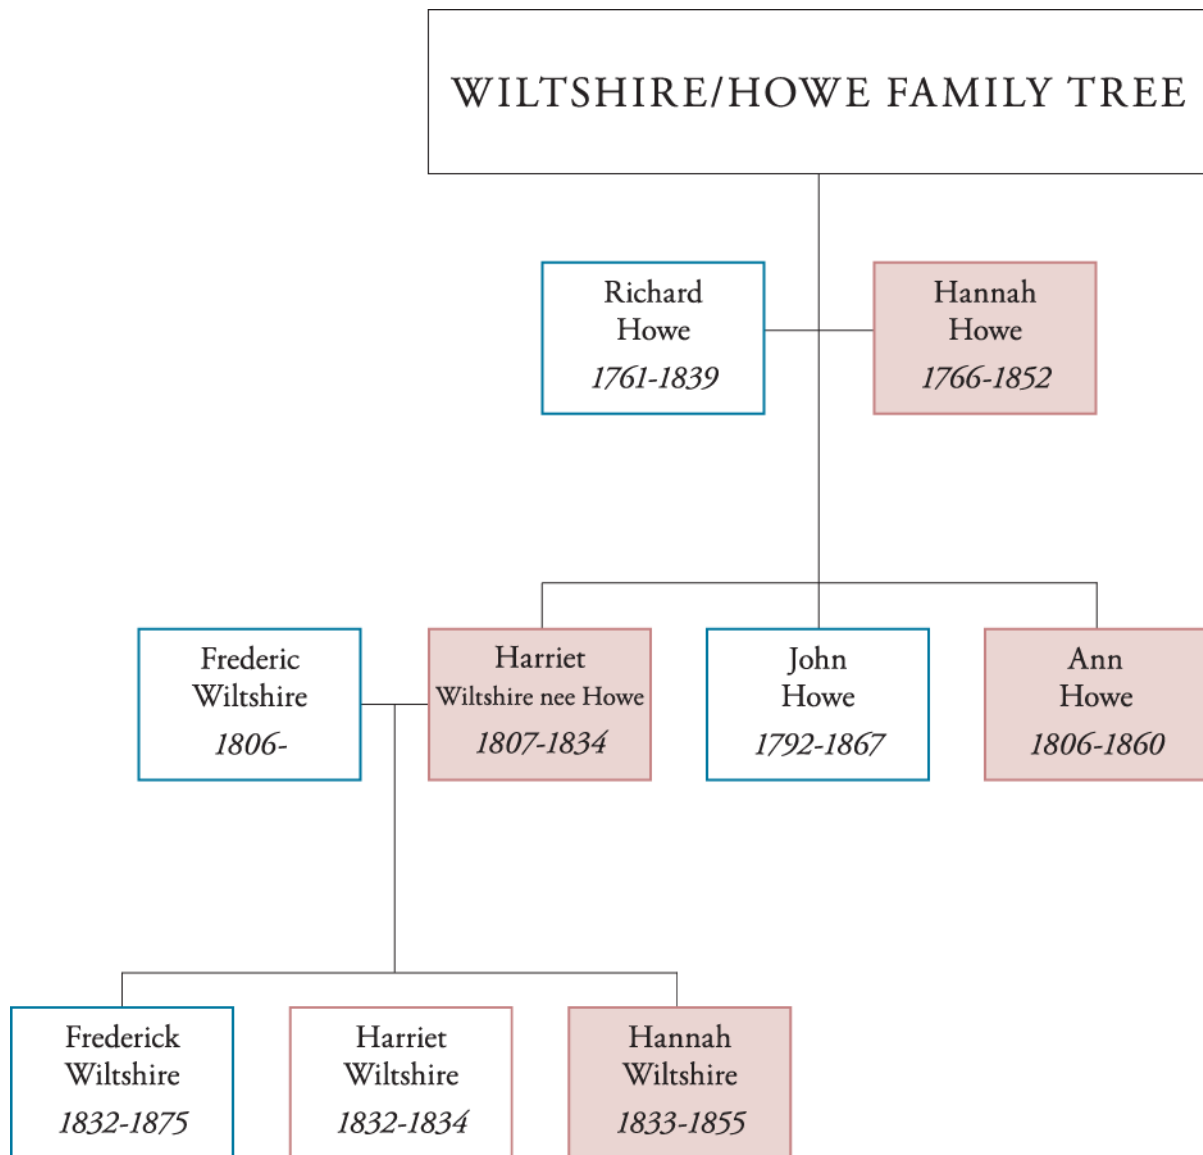 WILTSHIRE/HOWE FAMILY TREE
Richard
Howe
1761-1839
Hannah
Howe
1766-1852
Frederic
Wiltshire
1806-
Harriet
Wiltshire nee Howe
1807-1834
John
Howe
1792-1867
Ann
Howe
1806-1860
Frederick
Wiltshire
1832-1875
Harriet
Wiltshire
1832-1834
Hannah
Wiltshire
1833-1855